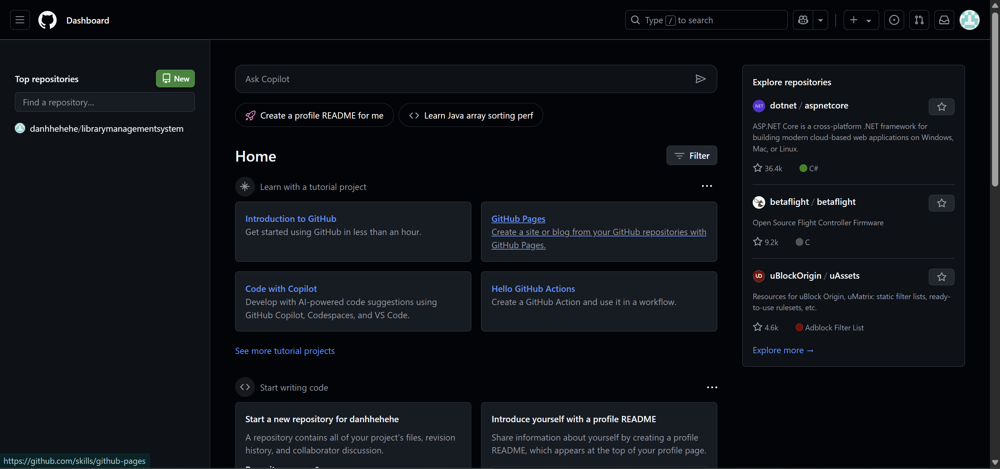 Dashboard
Type / to search
Top repositories
New
Find a repository...
danhhehehe/librarymanagementsystem
Ask Copilot
Create a profile README for me
Learn Java array sorting perf
Home
Filter
Learn with a tutorial project
Introduction to GitHub
Get started using GitHub in less than an hour.
GitHub Pages
Create a site or blog from your GitHub repositories with
GitHub Pages.
Code with Copilot
Develop with AI-powered code suggestions using
GitHub Copilot, Codespaces, and VS Code.
Hello GitHub Actions
Create a GitHub Action and use it in a workflow.
See more tutorial projects
Start writing code
Start a new repository for danhhehehe
A repository contains all of your project's files, revision
history, and collaborator discussion.
Introduce yourself with a profile README
Share information about yourself by creating a profile
README, which appears at the top of your profile page.
Explore repositories
.NET
dotnet / aspnetcore
ASP.NET Core is a cross-platform .NET framework for
building modern cloud-based web applications on Windows,
Mac, or Linux.
36.4k C#
betaflight / betaflight
Open Source Flight Controller Firmware
9.2k C
uBlockOrigin / uAssets
Resources for uBlock Origin, uMatrix: static filter lists, ready-
to-use rulesets, etc.
4.6k Adblock Filter List
Explore more →
https://github.com/skills/github-pages